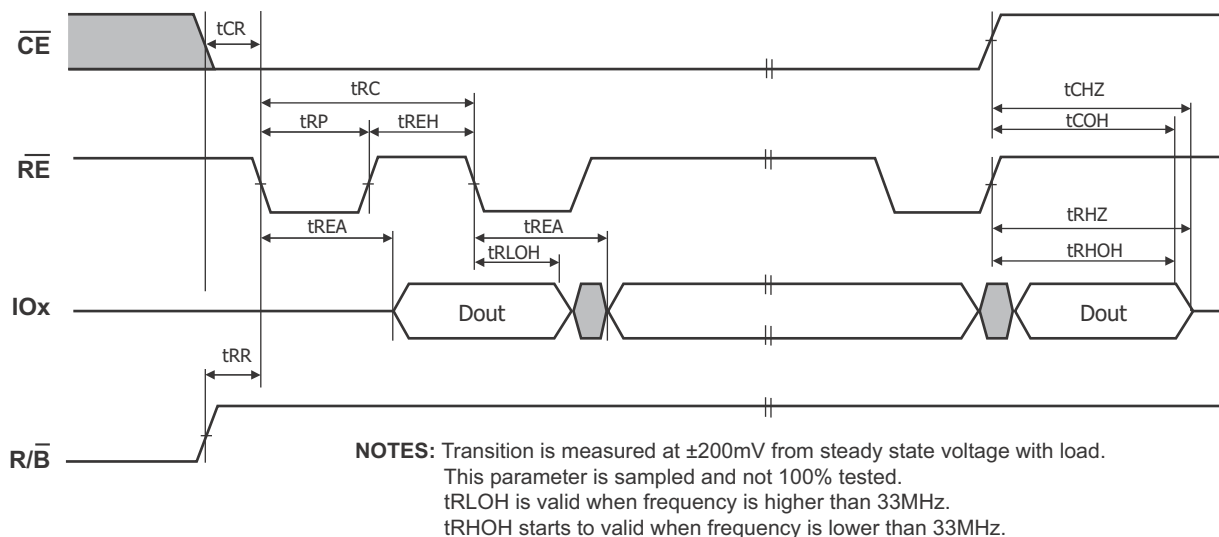 C̅E̅
tCR
tRC
tCHZ
tRP
tREH
tCOH
R̅E̅
tREA
tREA
tRHZ
tRLOH
tRHOH
IOx
Dout
Dout
tRR
R/B̅
NOTES: Transition is measured at ±200mV from steady state voltage with load.
This parameter is sampled and not 100% tested.
tRLOH is valid when frequency is higher than 33MHz.
tRHOH starts to valid when frequency is lower than 33MHz.